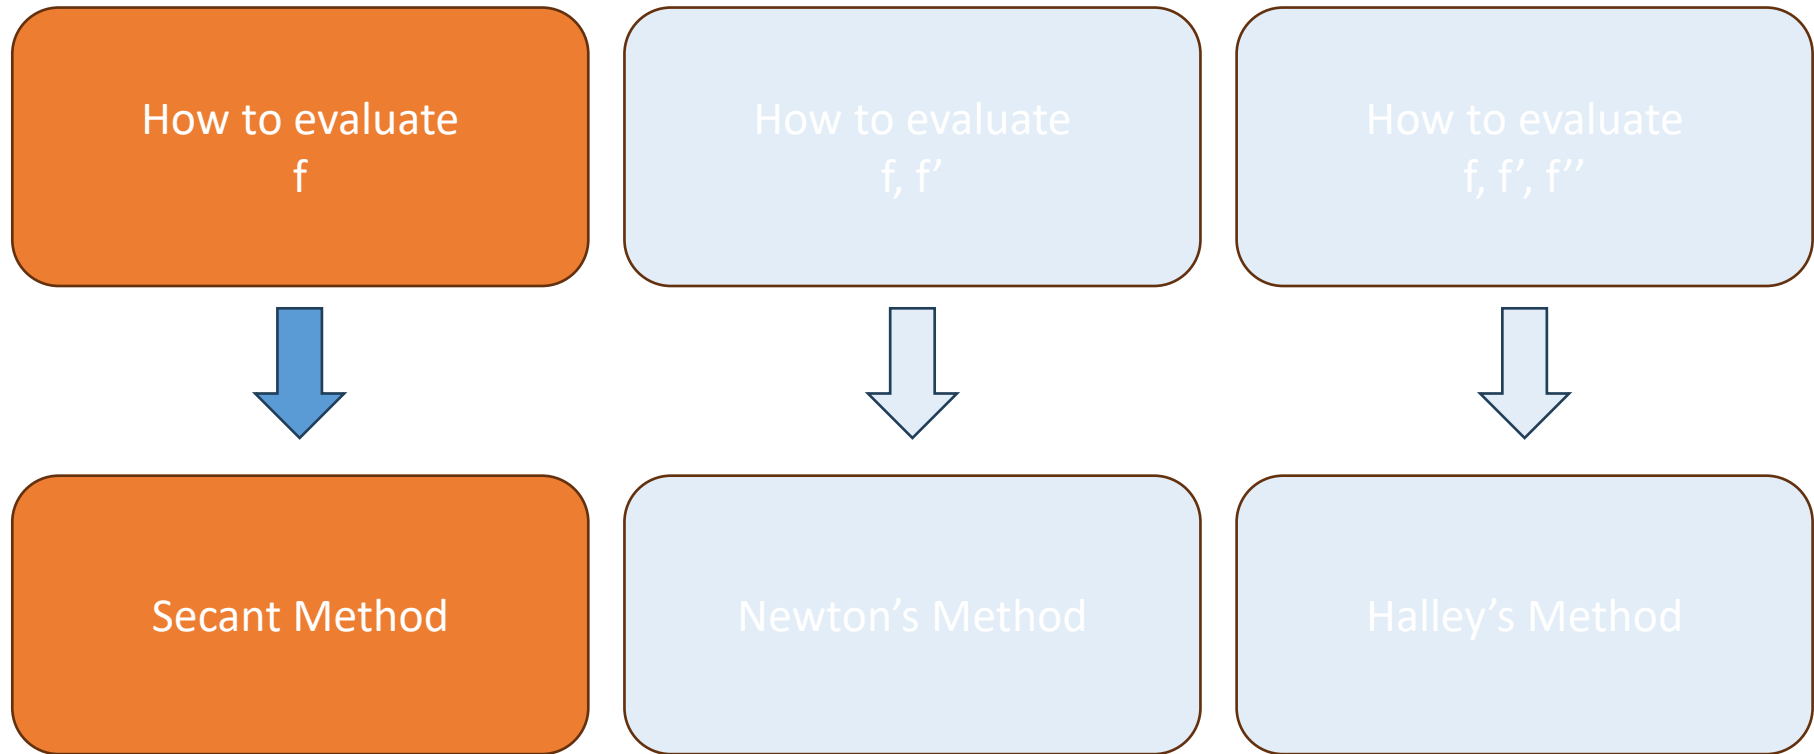 How to evaluate
f
How to evaluate
f, f’
How to evaluate
f, f’, f’’
Secant Method
Newton’s Method
Halley’s Method